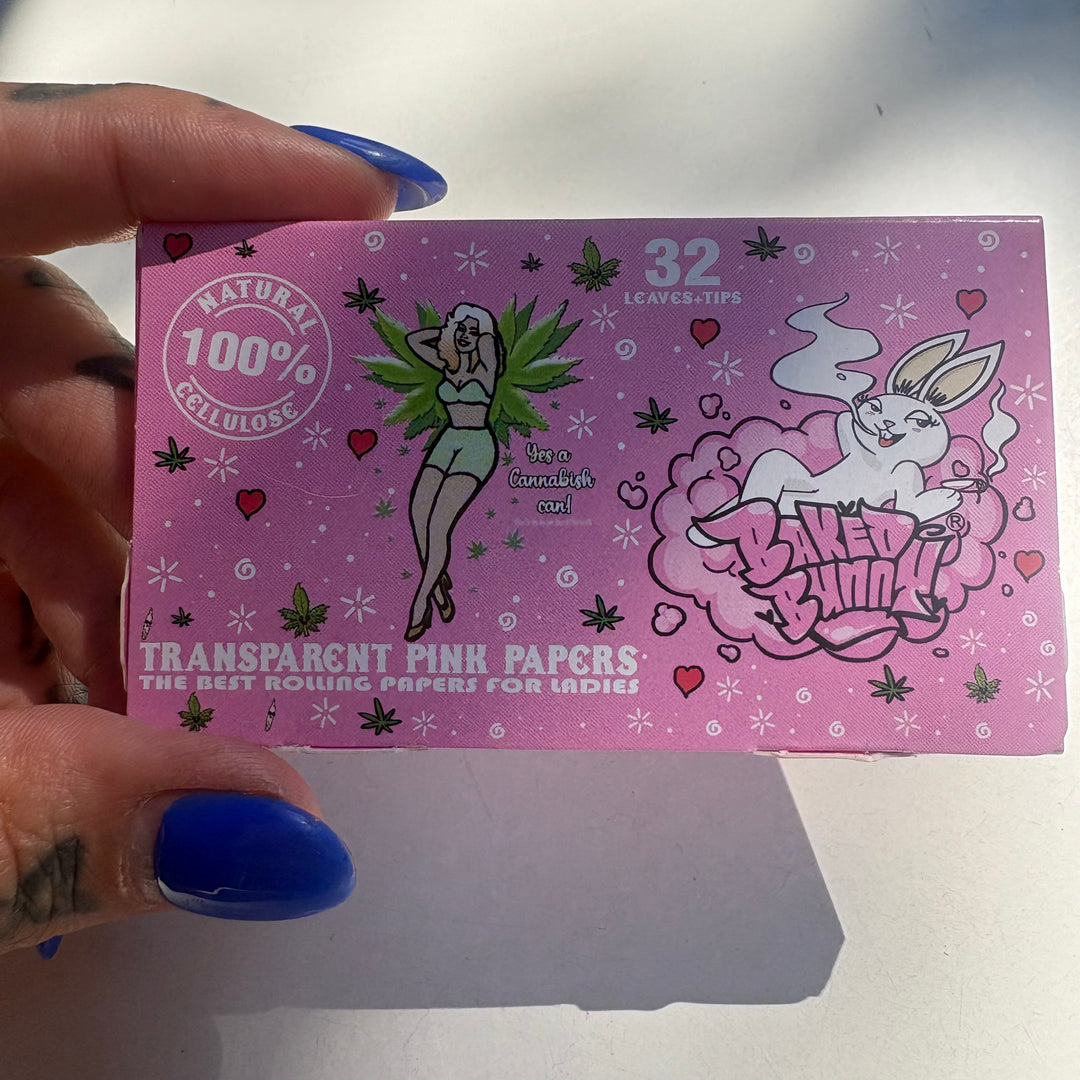 NATURAL
100%
CELLULOSE
32
LEAVES+TIPS
Yes a
Cannabish
can!
BAKED
BUNNY
®
TRANSPARENT PINK PAPERS
THE BEST ROLLING PAPERS FOR LADIES